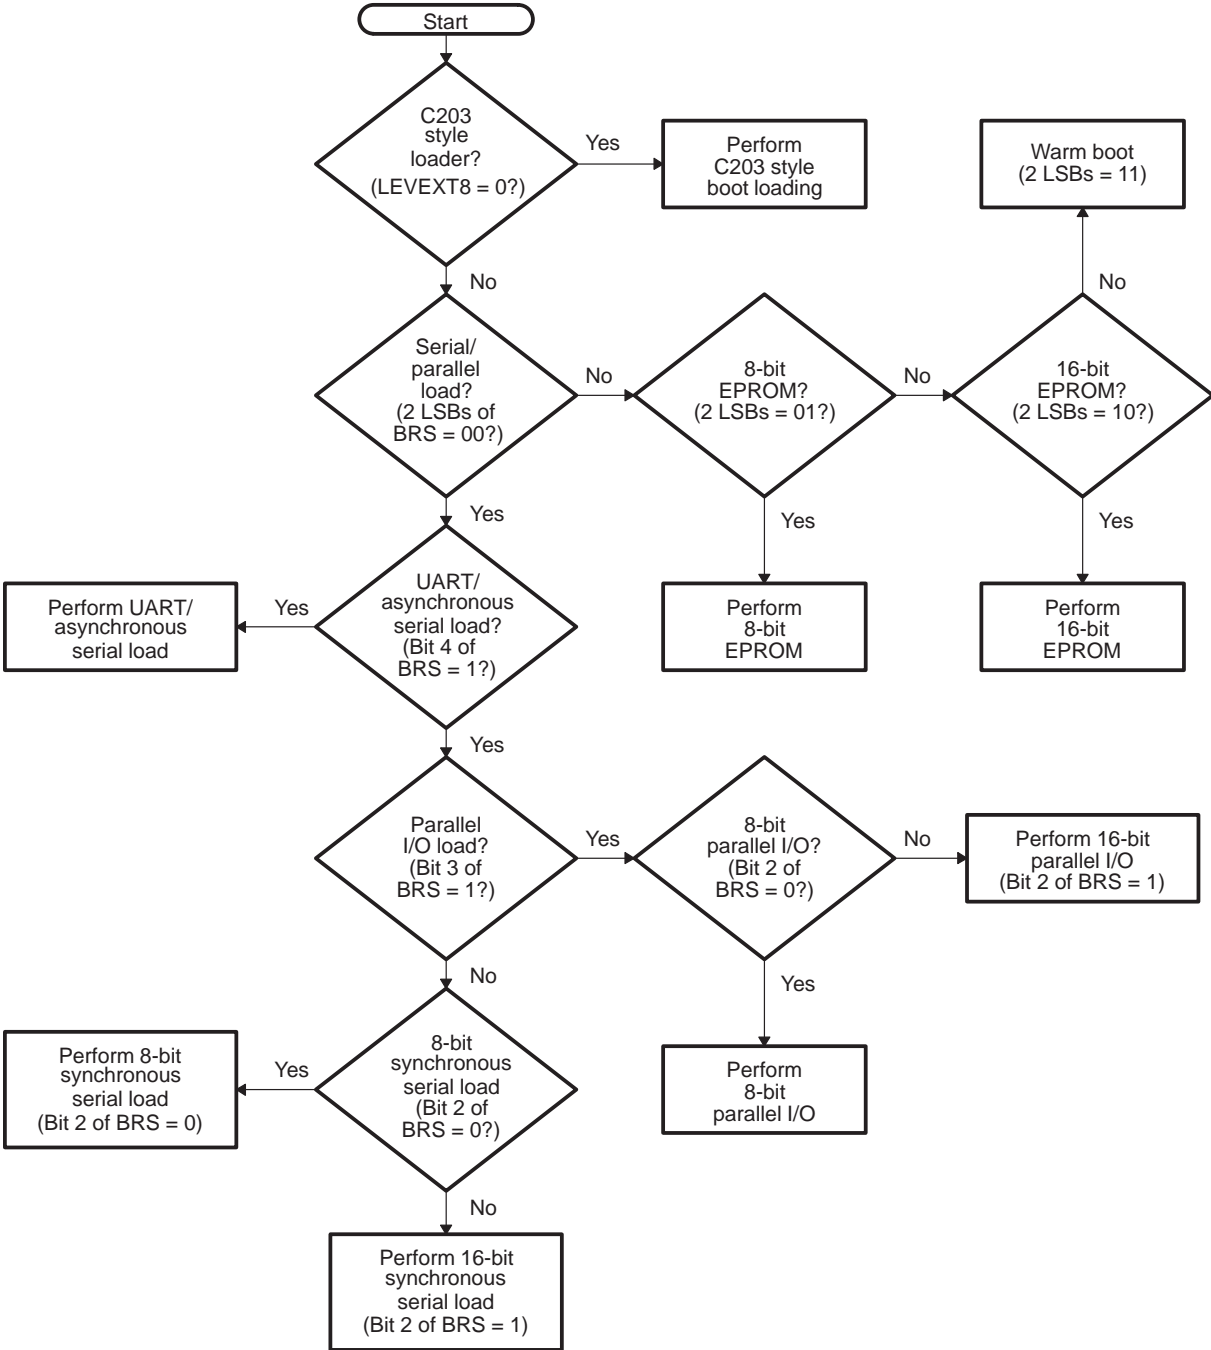 Start
C203
style
loader?
(LEVEXT8 = 0?)
Yes
Perform
C203 style
boot loading
Warm boot
(2 LSBs = 11)
No
No
Serial/
parallel
load?
(2 LSBs of
BRS = 00?)
No
8-bit
EPROM?
(2 LSBs = 01?)
No
16-bit
EPROM?
(2 LSBs = 10?)
Yes
Yes
Yes
Perform UART/
asynchronous
serial load
Yes
UART/
asynchronous
serial load?
(Bit 4 of
BRS = 1?)
Perform
8-bit
EPROM
Perform
16-bit
EPROM
Yes
Parallel
I/O load?
(Bit 3 of
BRS = 1?)
Yes
8-bit
parallel I/O?
(Bit 2 of
BRS = 0?)
No
Perform 16-bit
parallel I/O
(Bit 2 of BRS = 1)
No
Yes
Perform 8-bit
synchronous
serial load
(Bit 2 of BRS = 0)
Yes
8-bit
synchronous
serial load
(Bit 2 of
BRS = 0?)
Perform
8-bit
parallel I/O
No
Perform 16-bit
synchronous
serial load
(Bit 2 of BRS = 1)